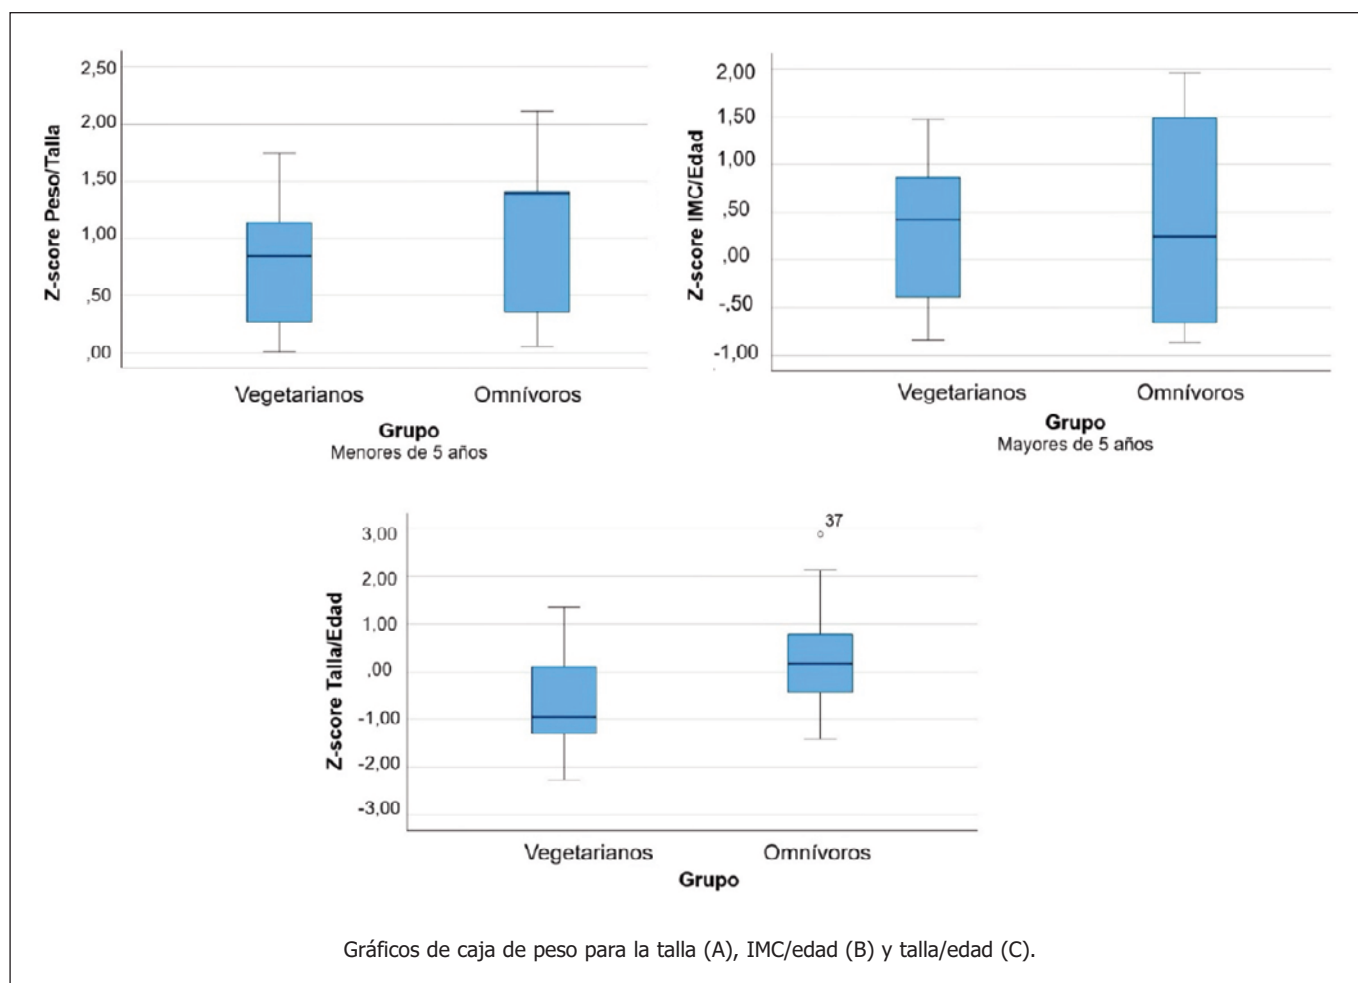 Z-score Peso/Talla
2,50
2,00
1,50
1,00
,50
,00
Vegetarianos
Omnívoros
Grupo
Menores de 5 años
Z-score IMC/Edad
2,00
1,50
1,00
,50
,00
-,50
-1,00
Vegetarianos
Omnívoros
Grupo
Mayores de 5 años
Z-score Talla/Edad
3,00
2,00
1,00
,00
-1,00
-2,00
-3,00
37
Vegetarianos
Omnívoros
Grupo
Gráficos de caja de peso para la talla (A), IMC/edad (B) y talla/edad (C).